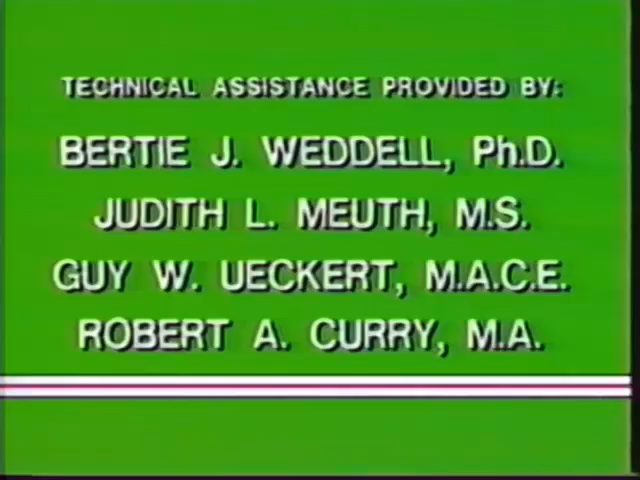 TECHNICAL ASSISTANCE PROVIDED BY:
BERTIE J. WEDDELL, Ph.D.
JUDITH L. MEUTH, M.S.
GUY W. UECKERT, M.A.C.E.
ROBERT A. CURRY, M.A.